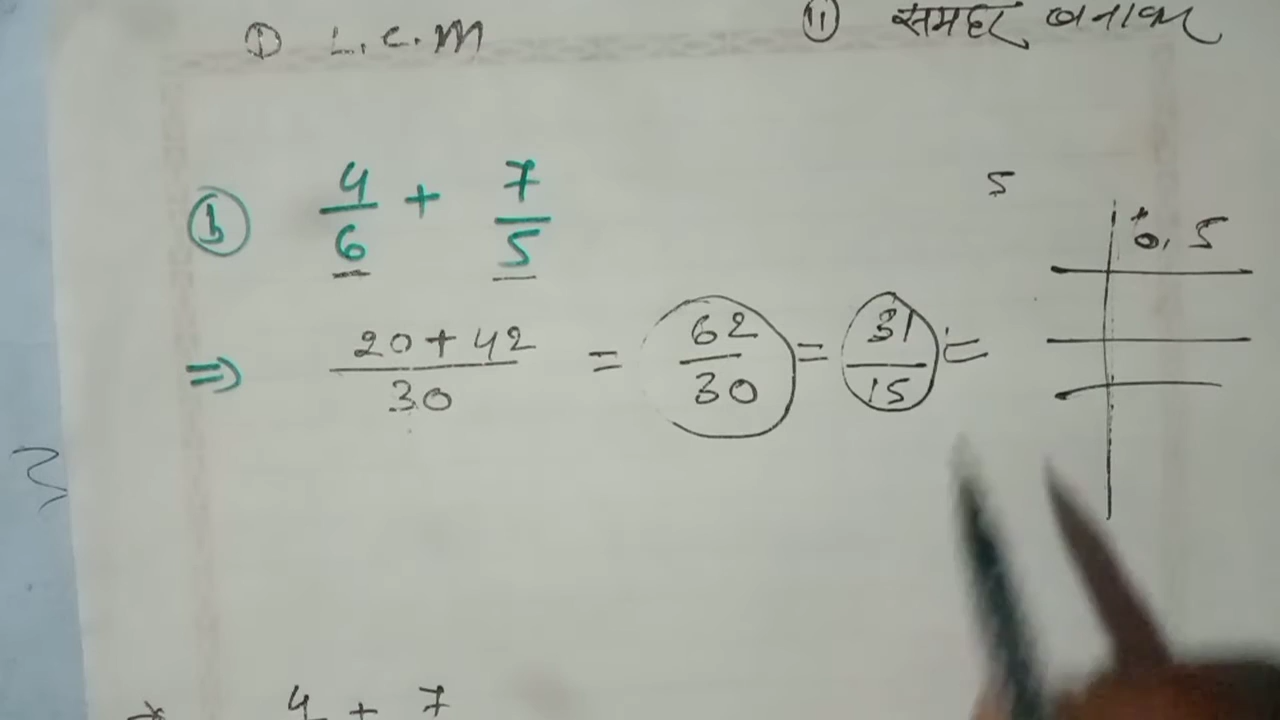 ① L.C.M ⑪ समहर बनाकर
ⓑ 4/6 + 7/5
5
6, 5
⇒ 20+42/30 = 62/30 = 31/15 =
4 + 7